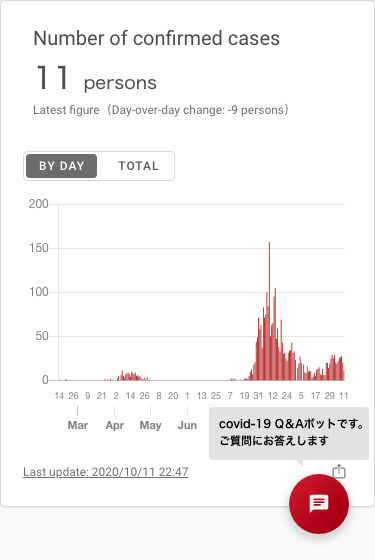 Number of confirmed cases
11 persons
Latest figure（Day-over-day change: -9 persons）
BY DAY TOTAL
200
150
100
50
0
14 26 9 21 2 14 26 8 20 1 13 25 7 19 31 12 24 5 17 29 11
Mar Apr May Jun
covid-19 Q&Aボットです。
ご質問にお答えします
Last update: 2020/10/11 22:47